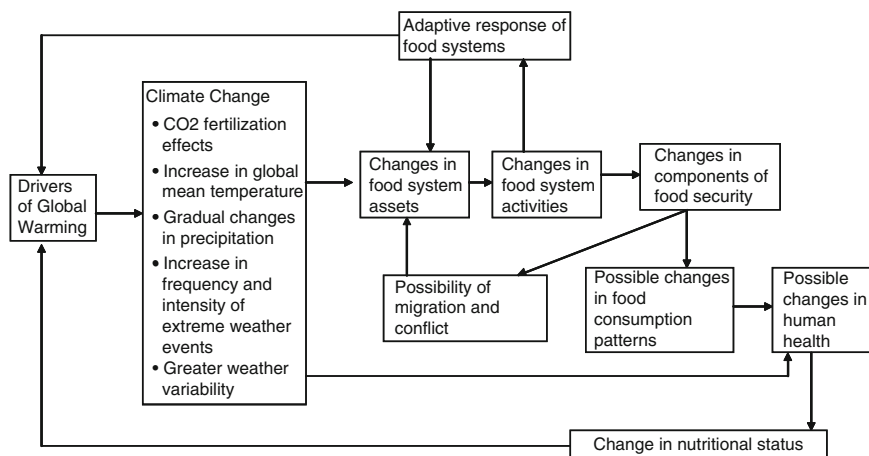 Adaptive response of
food systems
Climate Change
• CO2 fertilization
effects
• Increase in global
mean temperature
• Gradual changes
in precipitation
• Increase in
frequency and
intensity of
extreme weather
events
• Greater weather
variability
Drivers
of Global
Warming
Changes in
food system
assets
Changes in
food system
activities
Changes in
components of
food security
Possibility of
migration and
conflict
Possible changes
in food
consumption
patterns
Possible
changes in
human
health
Change in nutritional status